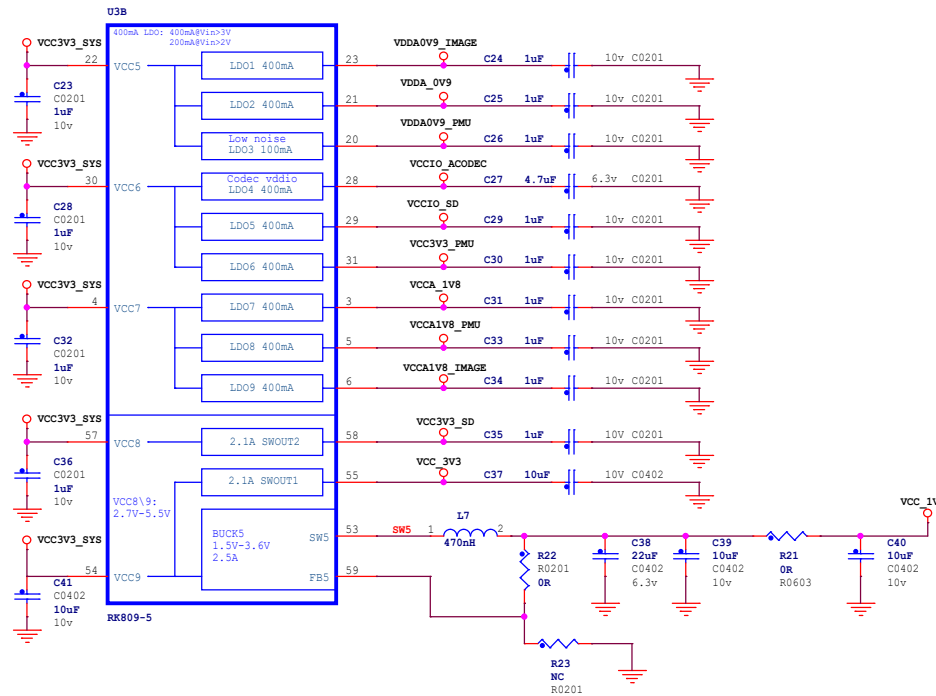 U3B
400mA LDO: 400mA@Vin>3V
200mA@Vin>2V
VCC3V3_SYS
22
VCC5
C23
C0201
1uF
10v
LDO1 400mA
23
VDDA0V9_IMAGE
C24
1uF
10v C0201
LDO2 400mA
21
VDDA_0V9
C25
1uF
10v C0201
Low noise
LDO3 100mA
20
VDDA0V9_PMU
C26
1uF
10v C0201
VCC3V3_SYS
30
VCC6
C28
C0201
1uF
10v
Codec vddio
LDO4 400mA
28
VCCIO_ACODEC
C27
4.7uF
6.3v C0201
LDO5 400mA
29
VCCIO_SD
C29
1uF
10v C0201
LDO6 400mA
31
VCC3V3_PMU
C30
1uF
10v C0201
VCC3V3_SYS
4
VCC7
C32
C0201
1uF
10v
LDO7 400mA
3
VCCA_1V8
C31
1uF
10v C0201
LDO8 400mA
5
VCCA1V8_PMU
C33
1uF
10v C0201
LDO9 400mA
6
VCCA1V8_IMAGE
C34
1uF
10v C0201
VCC3V3_SYS
57
VCC8
C36
C0201
1uF
10v
2.1A SWOUT2
58
VCC3V3_SD
C35
1uF
10V C0201
2.1A SWOUT1
55
VCC_3V3
C37
10uF
10V C0402
VCC8\9:
2.7V-5.5V
VCC3V3_SYS
54
VCC9
C41
C0402
10uF
10v
BUCK5
1.5V-3.6V
2.5A
SW5
53
SW5
1
L7
2
470nH
FB5
59
R22
R0201
0R
C38
22uF
C0402
6.3v
C39
10uF
C0402
10v
R21
0R
R0603
C40
10uF
C0402
10v
VCC_1V
R23
NC
R0201
RK809-5